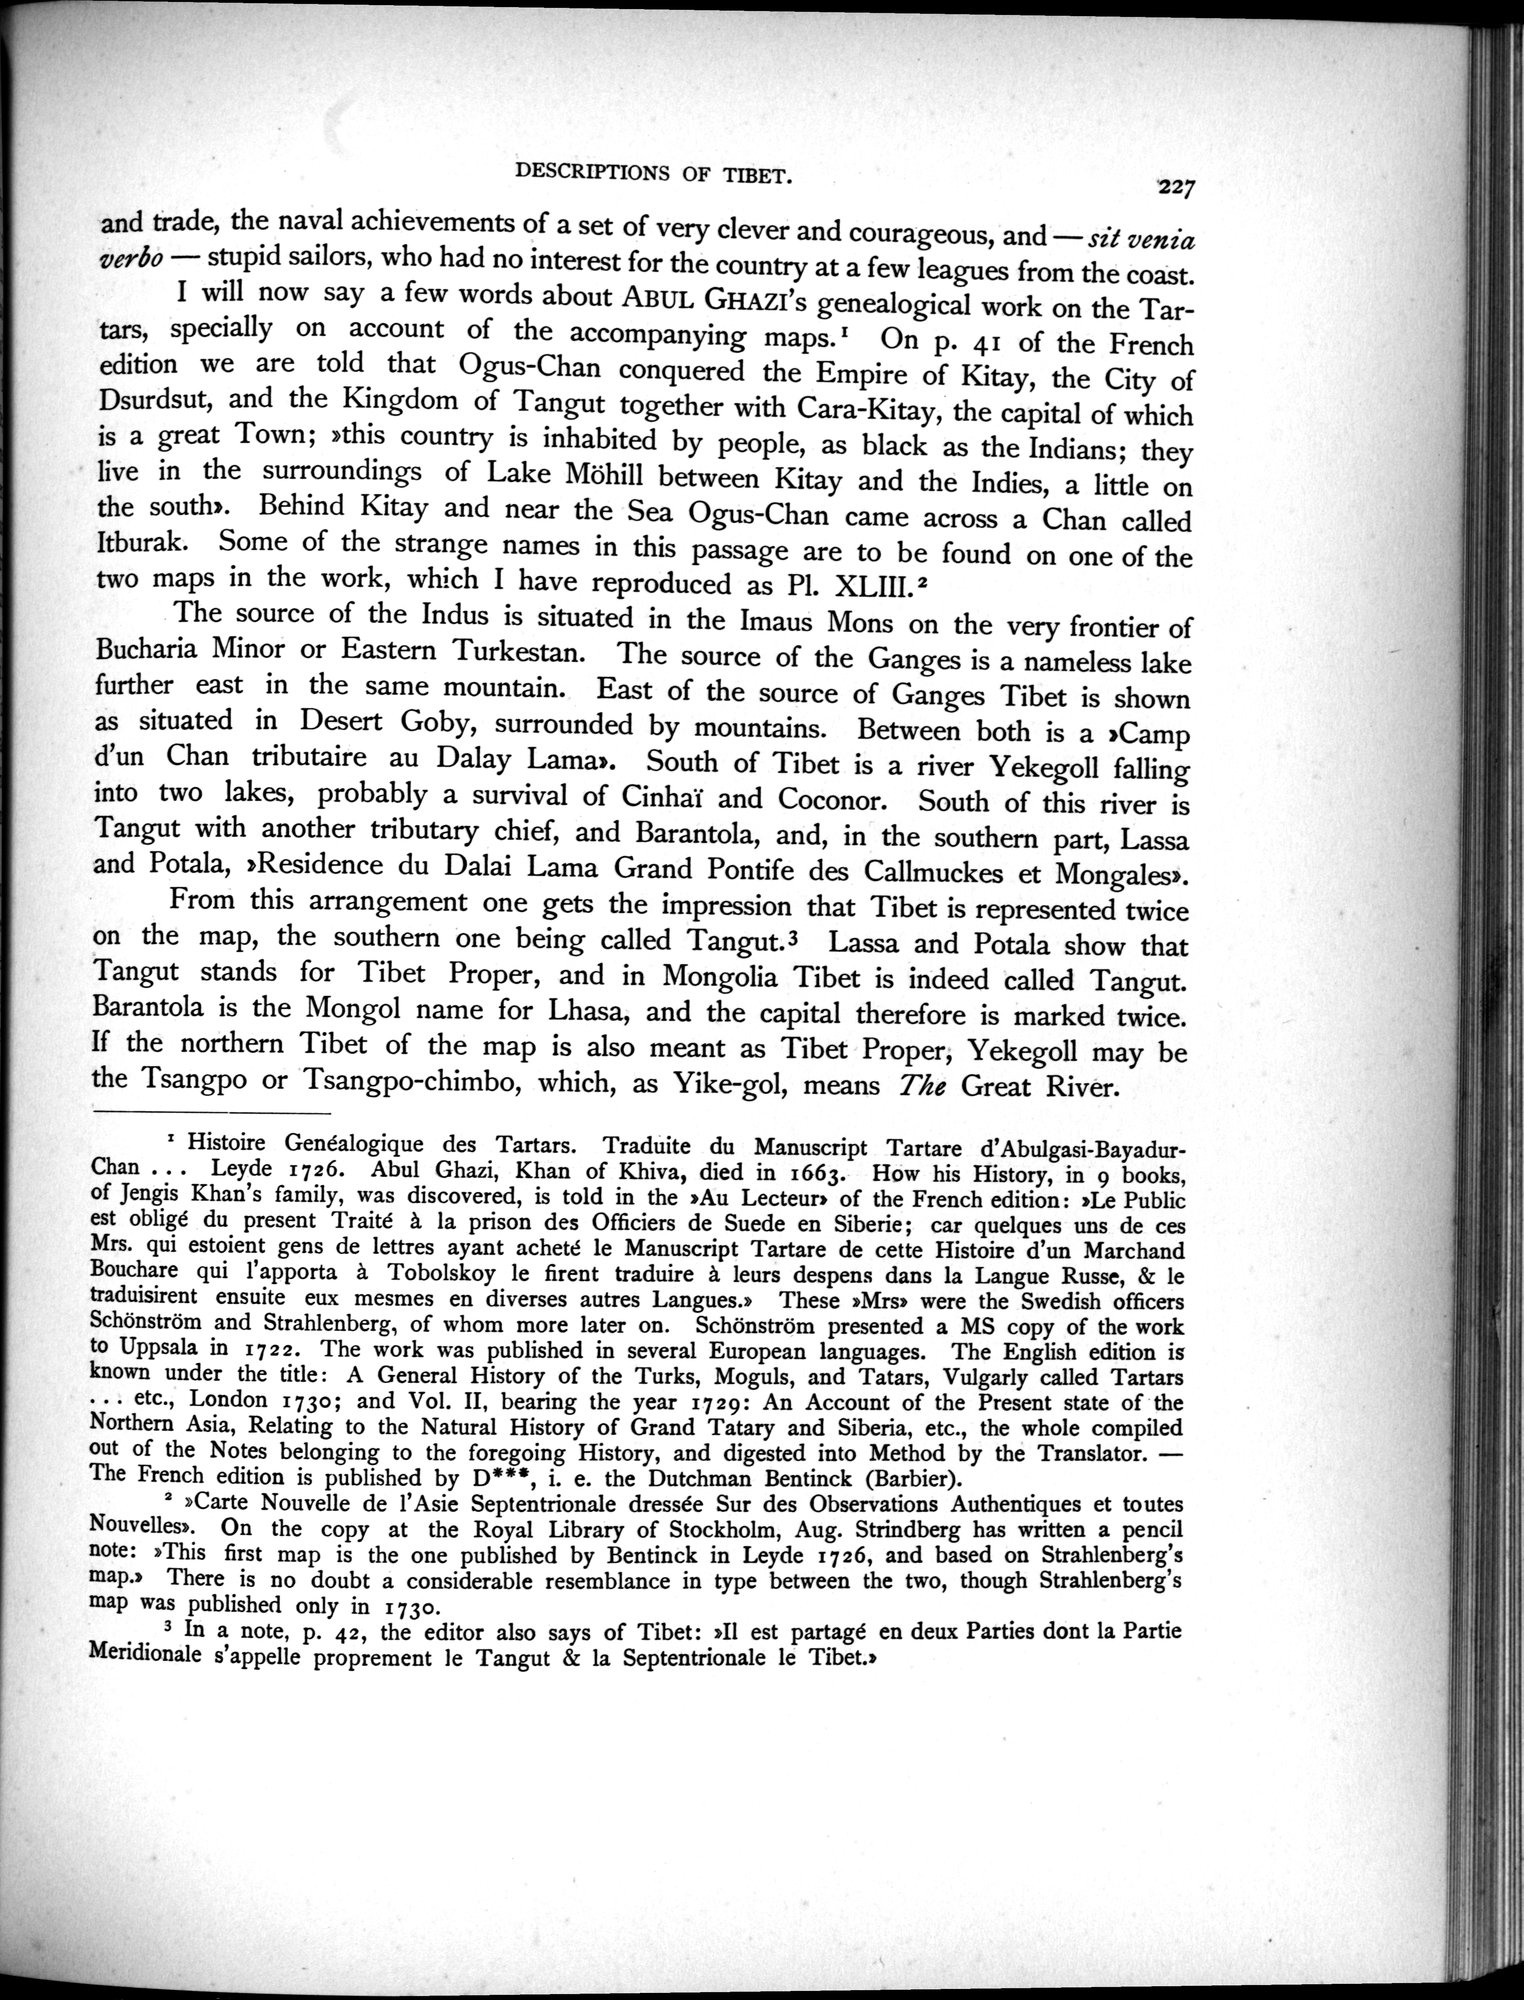 DESCRIPTIONS OF TIBET.
227
and trade, the naval achievements of a set of very clever and courageous, and — sit venia
verbo — stupid sailors, who had no interest for the country at a few leagues from the coast.
I will now say a few words about ABUL GHAZI's genealogical work on the Tar-
tars, specially on account of the accompanying maps.¹ On p. 41 of the French
edition we are told that Ogus-Chan conquered the Empire of Kitay, the City of
Dsurdsut, and the Kingdom of Tangut together with Cara-Kitay, the capital of which
is a great Town; »this country is inhabited by people, as black as the Indians; they
live in the surroundings of Lake Möhill between Kitay and the Indies, a little on
the south». Behind Kitay and near the Sea Ogus-Chan came across a Chan called
Itburak. Some of the strange names in this passage are to be found on one of the
two maps in the work, which I have reproduced as Pl. XLIII.²
The source of the Indus is situated in the Imaus Mons on the very frontier of
Bucharia Minor or Eastern Turkestan. The source of the Ganges is a nameless lake
further east in the same mountain. East of the source of Ganges Tibet is shown
as situated in Desert Goby, surrounded by mountains. Between both is a »Camp
d'un Chan tributaire au Dalay Lama». South of Tibet is a river Yekegoll falling
into two lakes, probably a survival of Cinhaï and Coconor. South of this river is
Tangut with another tributary chief, and Barantola, and, in the southern part, Lassa
and Potala, »Residence du Dalai Lama Grand Pontife des Callmuckes et Mongales».
From this arrangement one gets the impression that Tibet is represented twice
on the map, the southern one being called Tangut.³ Lassa and Potala show that
Tangut stands for Tibet Proper, and in Mongolia Tibet is indeed called Tangut.
Barantola is the Mongol name for Lhasa, and the capital therefore is marked twice.
If the northern Tibet of the map is also meant as Tibet Proper, Yekegoll may be
the Tsangpo or Tsangpo-chimbo, which, as Yike-gol, means The Great River.
¹ Histoire Genéalogique des Tartars. Traduite du Manuscript Tartare d'Abulgasi-Bayadur-
Chan ... Leyde 1726. Abul Ghazi, Khan of Khiva, died in 1663. How his History, in 9 books,
of Jengis Khan's family, was discovered, is told in the »Au Lecteur» of the French edition: »Le Public
est obligé du present Traité à la prison des Officiers de Suede en Siberie; car quelques uns de ces
Mrs. qui estoient gens de lettres ayant acheté le Manuscript Tartare de cette Histoire d'un Marchand
Bouchare qui l'apporta à Tobolskoy le firent traduire à leurs despens dans la Langue Russe, & le
traduisirent ensuite eux mesmes en diverses autres Langues.» These »Mrs» were the Swedish officers
Schönström and Strahlenberg, of whom more later on. Schönström presented a MS copy of the work
to Uppsala in 1722. The work was published in several European languages. The English edition is
known under the title: A General History of the Turks, Moguls, and Tatars, Vulgarly called Tartars
... etc., London 1730; and Vol. II, bearing the year 1729: An Account of the Present state of the
Northern Asia, Relating to the Natural History of Grand Tatary and Siberia, etc., the whole compiled
out of the Notes belonging to the foregoing History, and digested into Method by the Translator. —
The French edition is published by D***, i. e. the Dutchman Bentinck (Barbier).
² »Carte Nouvelle de l'Asie Septentrionale dressée Sur des Observations Authentiques et toutes
Nouvelles». On the copy at the Royal Library of Stockholm, Aug. Strindberg has written a pencil
note: »This first map is the one published by Bentinck in Leyde 1726, and based on Strahlenberg's
map.» There is no doubt a considerable resemblance in type between the two, though Strahlenberg's
map was published only in 1730.
³ In a note, p. 42, the editor also says of Tibet: »Il est partagé en deux Parties dont la Partie
Meridionale s'appelle proprement le Tangut & la Septentrionale le Tibet.»